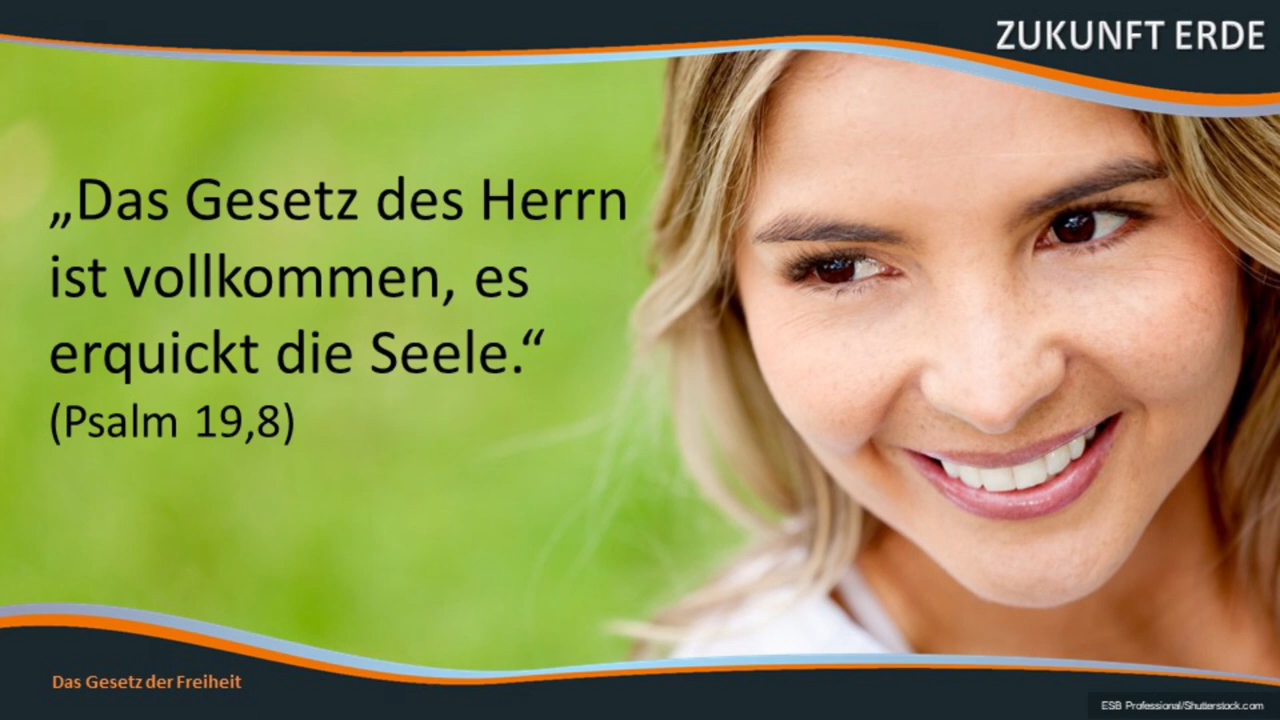 ZUKUNFT ERDE
„Das Gesetz des Herrn
ist vollkommen, es
erquickt die Seele.“
(Psalm 19,8)
Das Gesetz der Freiheit
ESB Professional/Shutterstock.com